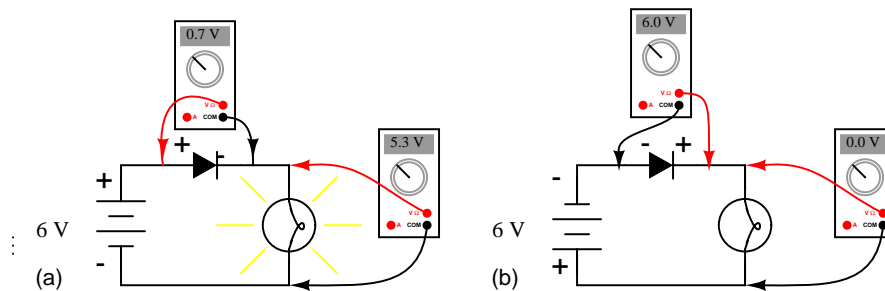 0.7 V
V Ω
A COM
+ -
5.3 V
V Ω
A COM
+
6 V
-
(a)
6.0 V
V Ω
A COM
- +
0.0 V
V Ω
A COM
-
6 V
+
(b)